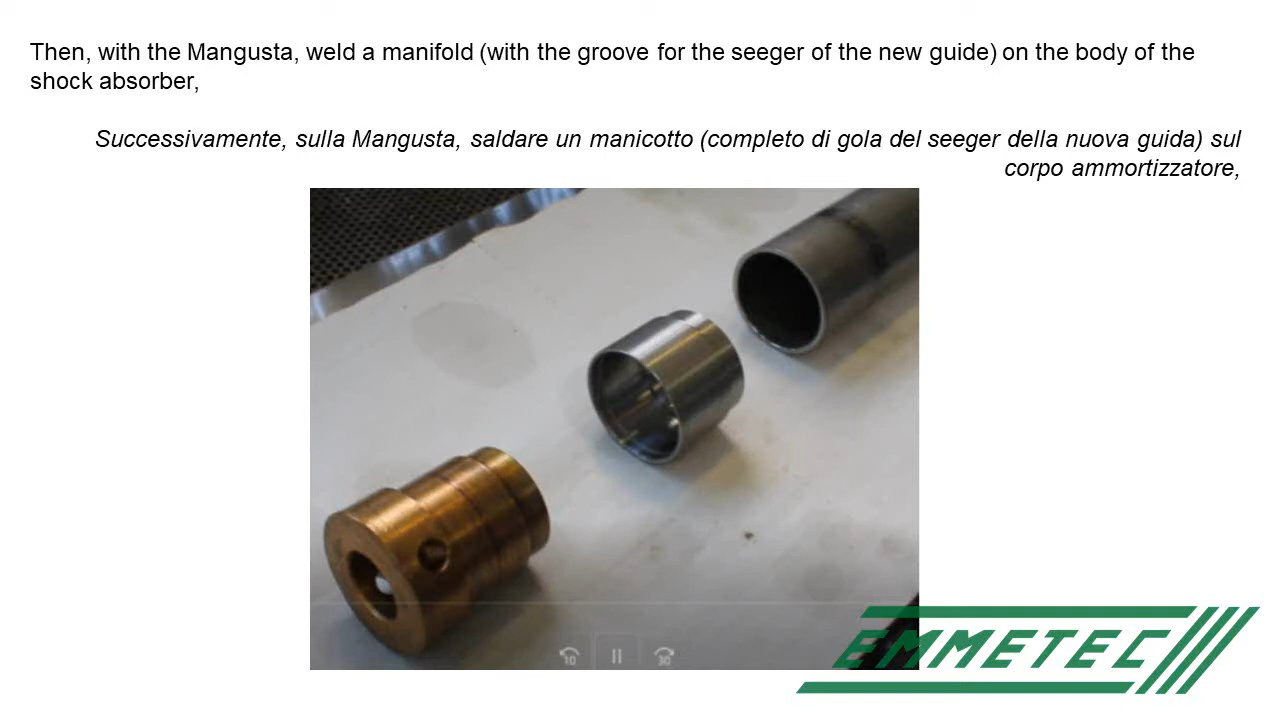 Then, with the Mangusta, weld a manifold (with the groove for the seeger of the new guide) on the body of the
shock absorber,
Successivamente, sulla Mangusta, saldare un manicotto (completo di gola del seeger della nuova guida) sul
corpo ammortizzatore,
10
30
EMMETEC